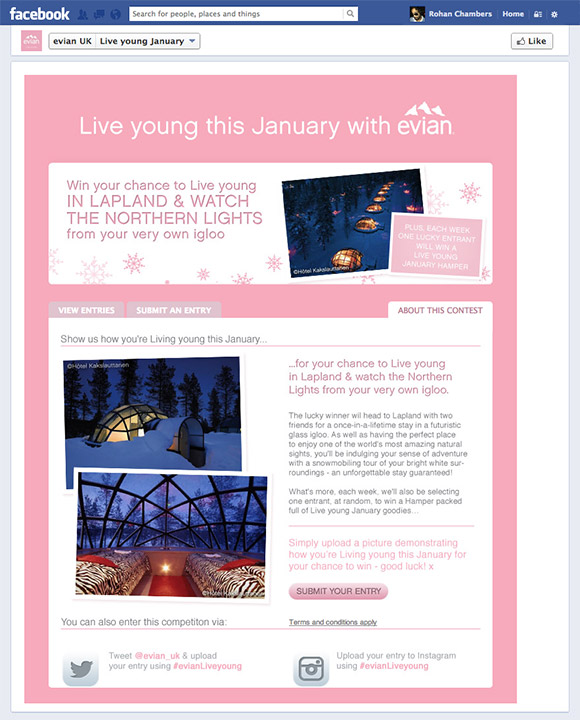 facebook
Search for people, places and things
Rohan Chambers
Home
evian
evian UK
Live young January
Like
Live young this January with evian
Win your chance to Live young
IN LAPLAND & WATCH
THE NORTHERN LIGHTS
from your very own igloo
©Hôtel Kakslauttanen
PLUS, EACH WEEK
ONE LUCKY ENTRANT
WILL WIN A
LIVE YOUNG
JANUARY HAMPER
VIEW ENTRIES
SUBMIT AN ENTRY
ABOUT THIS CONTEST
Show us how you're Living young this January...
©Hôtel Kakslauttanen
©Hôtel Kakslauttanen
...for your chance to Live young
in Lapland & watch the Northern
Lights from your very own igloo.
The lucky winner wil head to Lapland with two
friends for a once-in-a-lifetime stay in a futuristic
glass igloo. As well as having the perfect place
to enjoy one of the world's most amazing natural
sights, you'll be indulging your sense of adventure
with a snowmobiling tour of your bright white sur-
roundings - an unforgettable stay guaranteed!
What's more, each week, we'll also be selecting
one entrant, at random, to win a Hamper packed
full of Live young January goodies...
Simply upload a picture demonstrating
how you're Living young this January for
your chance to win - good luck! x
SUBMIT YOUR ENTRY
You can also enter this competiton via:
Terms and conditions apply
Tweet @evian_uk & upload
your entry using #evianLiveyoung
Upload your entry to Instagram
using #evianLiveyoung